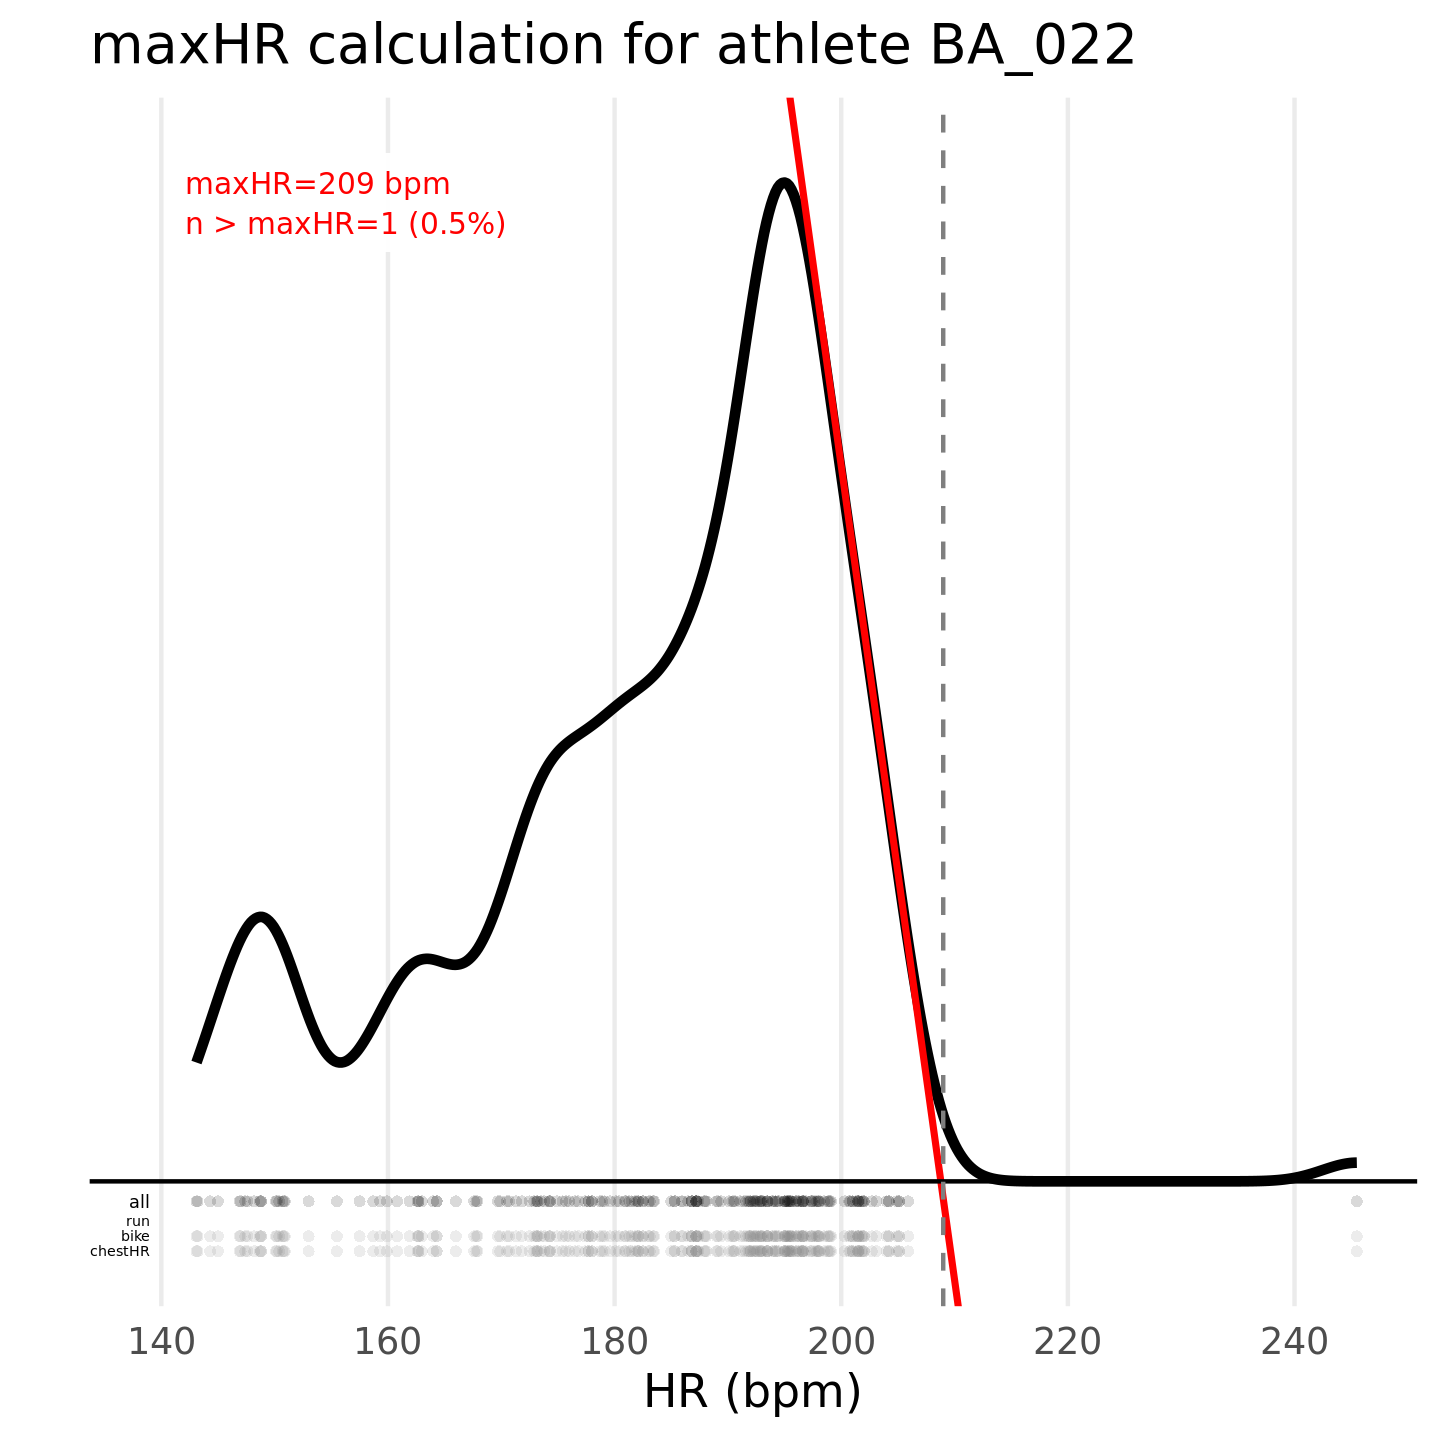 maxHR calculation for athlete BA_022
maxHR=209 bpm
n > maxHR=1 (0.5%)
all
run
bike
chestHR
140 160 180 200 220 240
HR (bpm)